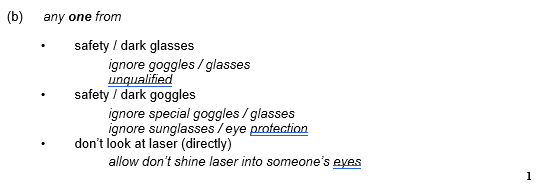 (b) any one from
• safety / dark glasses
ignore goggles / glasses
unqualified
• safety / dark goggles
ignore special goggles / glasses
ignore sunglasses / eye protection
• don't look at laser (directly)
allow don't shine laser into someone's eyes
1